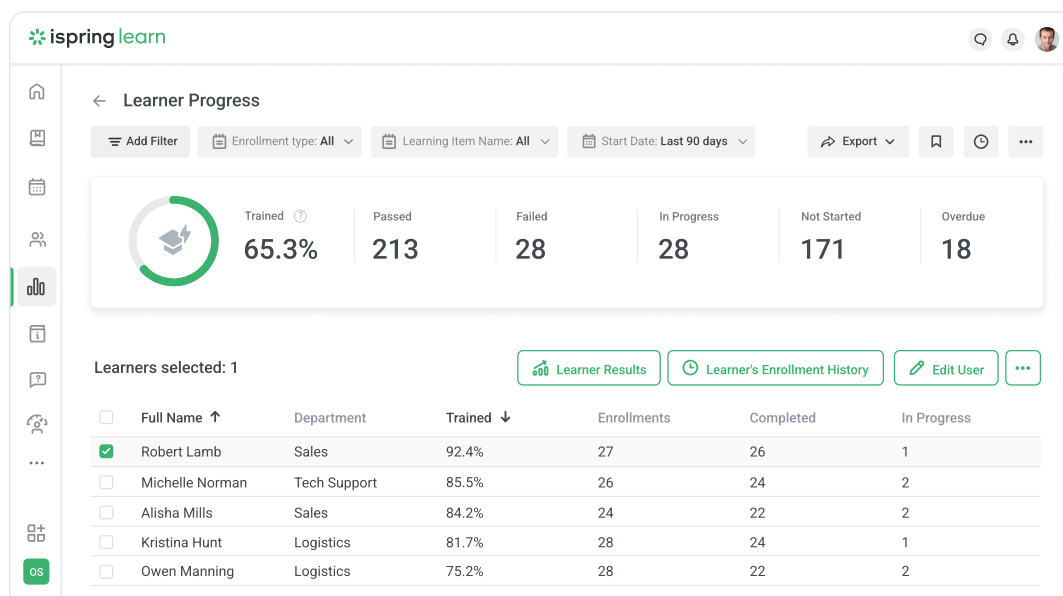 ispring learn
Learner Progress
Add Filter Enrollment type: All Learning Item Name: All Start Date: Last 90 days Export
Trained ? Passed Failed In Progress Not Started Overdue
65.3% 213 28 28 171 18
Learners selected: 1 Learner Results Learner's Enrollment History Edit User
Full Name Department Trained Enrollments Completed In Progress
Robert Lamb Sales 92.4% 27 26 1
Michelle Norman Tech Support 85.5% 26 24 2
Alisha Mills Sales 84.2% 24 22 2
Kristina Hunt Logistics 81.7% 28 24 1
Owen Manning Logistics 75.2% 28 22 2
OS